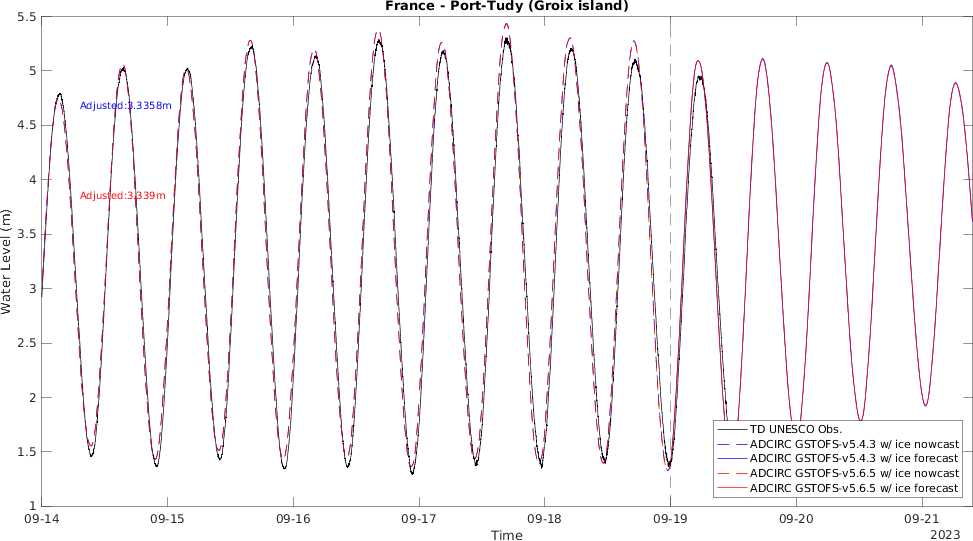 France - Port-Tudy (Groix island)
5.5
5
4.5
4
3.5
3
2.5
2
1.5
1
Water Level (m)
Adjusted:3.3358m
Adjusted:3.339m
TD UNESCO Obs.
ADCIRC GSTOFS-v5.4.3 w/ ice nowcast
ADCIRC GSTOFS-v5.4.3 w/ ice forecast
ADCIRC GSTOFS-v5.6.5 w/ ice nowcast
ADCIRC GSTOFS-v5.6.5 w/ ice forecast
09-14 09-15 09-16 09-17 09-18 09-19 09-20 09-21
Time
2023